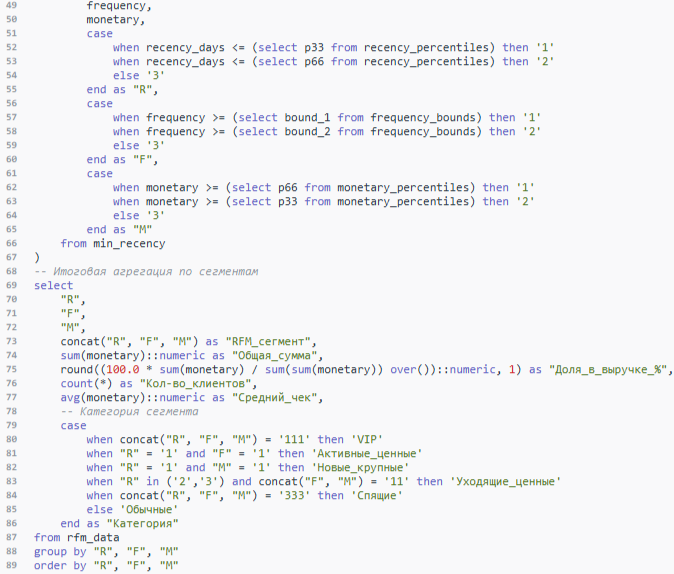 49 frequency,
50 monetary,
51 case
52 when recency_days <= (select p33 from recency_percentiles) then '1'
53 when recency_days <= (select p66 from recency_percentiles) then '2'
54 else '3'
55 end as "R",
56 case
57 when frequency >= (select bound_1 from frequency_bounds) then '1'
58 when frequency >= (select bound_2 from frequency_bounds) then '2'
59 else '3'
60 end as "F",
61 case
62 when monetary >= (select p66 from monetary_percentiles) then '1'
63 when monetary >= (select p33 from monetary_percentiles) then '2'
64 else '3'
65 end as "M"
66 from min_recency
67 )
68 -- Итоговая агрегация по сегментам
69 select
70 "R",
71 "F",
72 "M",
73 concat("R", "F", "M") as "RFM_сегмент",
74 sum(monetary)::numeric as "Общая_сумма",
75 round((100.0 * sum(monetary) / sum(sum(monetary)) over())::numeric, 1) as "Доля_в_выручке_%",
76 count(*) as "Кол-во_клиентов",
77 avg(monetary)::numeric as "Средний_чек",
78 -- Категория сегмента
79 case
80 when concat("R", "F", "M") = '111' then 'VIP'
81 when "R" = '1' and "F" = '1' then 'Активные_ценные'
82 when "R" = '1' and "M" = '1' then 'Новые_крупные'
83 when "R" in ('2','3') and concat("F", "M") = '11' then 'Уходящие_ценные'
84 when concat("R", "F", "M") = '333' then 'Спящие'
85 else 'Обычные'
86 end as "Категория"
87 from rfm_data
88 group by "R", "F", "M"
89 order by "R", "F", "M"